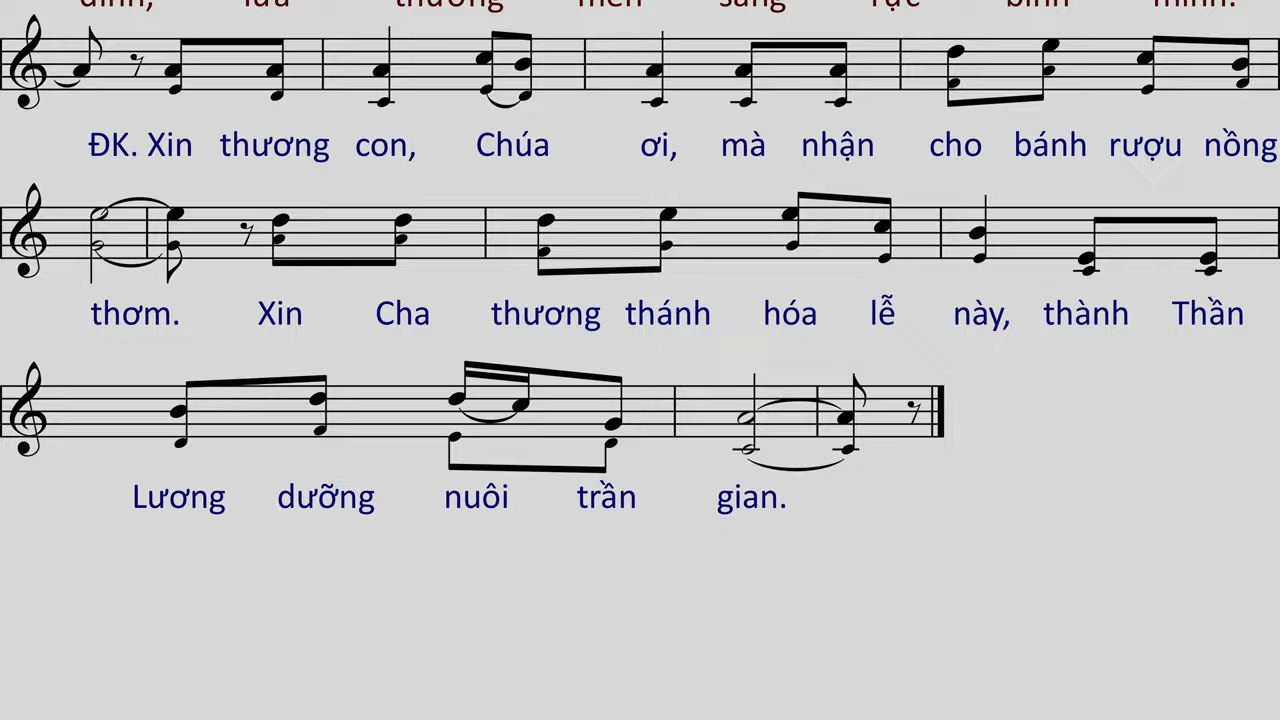 ĐK. Xin thương con, Chúa ơi, mà nhận cho bánh rượu nồng
thơm. Xin Cha thương thánh hóa lễ này, thành Thần
Lương dưỡng nuôi trần gian.